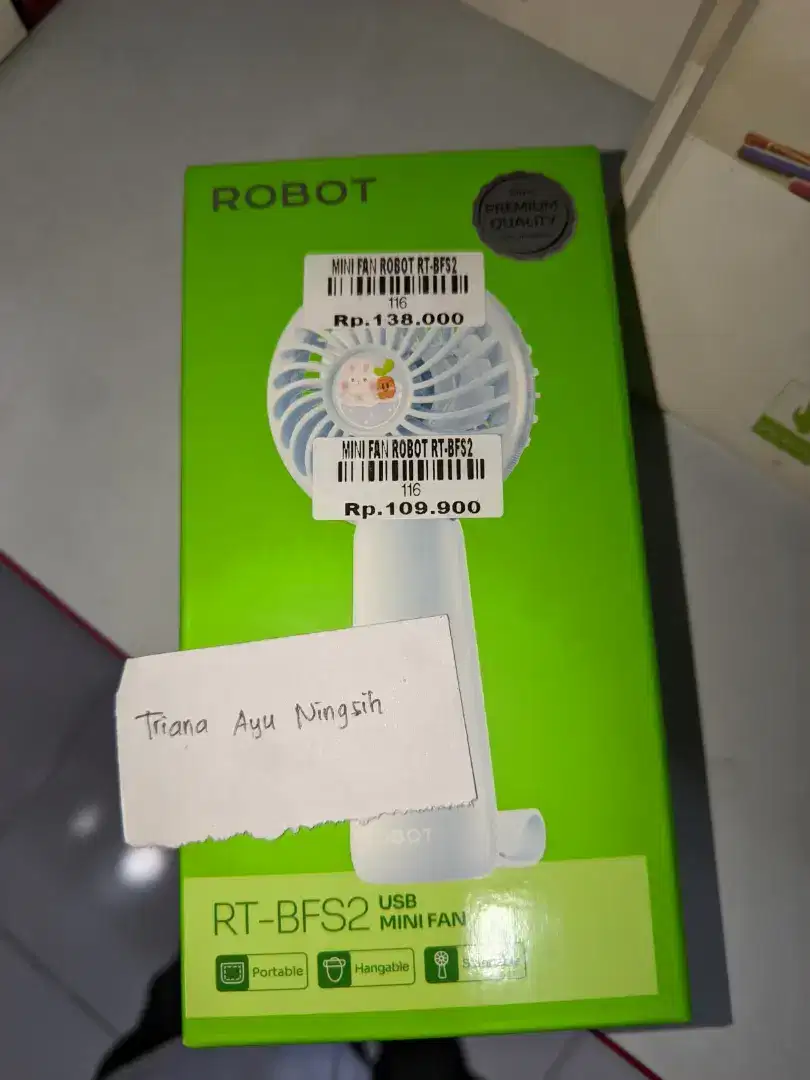 ROBOT
PREMIUM
QUALITY
MINI FAN ROBOT RT-BFS2
116
Rp.138.000
MINI FAN ROBOT RT-BFS2
116
Rp.109.900
Triana Ayu Ningsih
BOT
RT-BFS2 USB
MINI FAN
Portable
Hangable